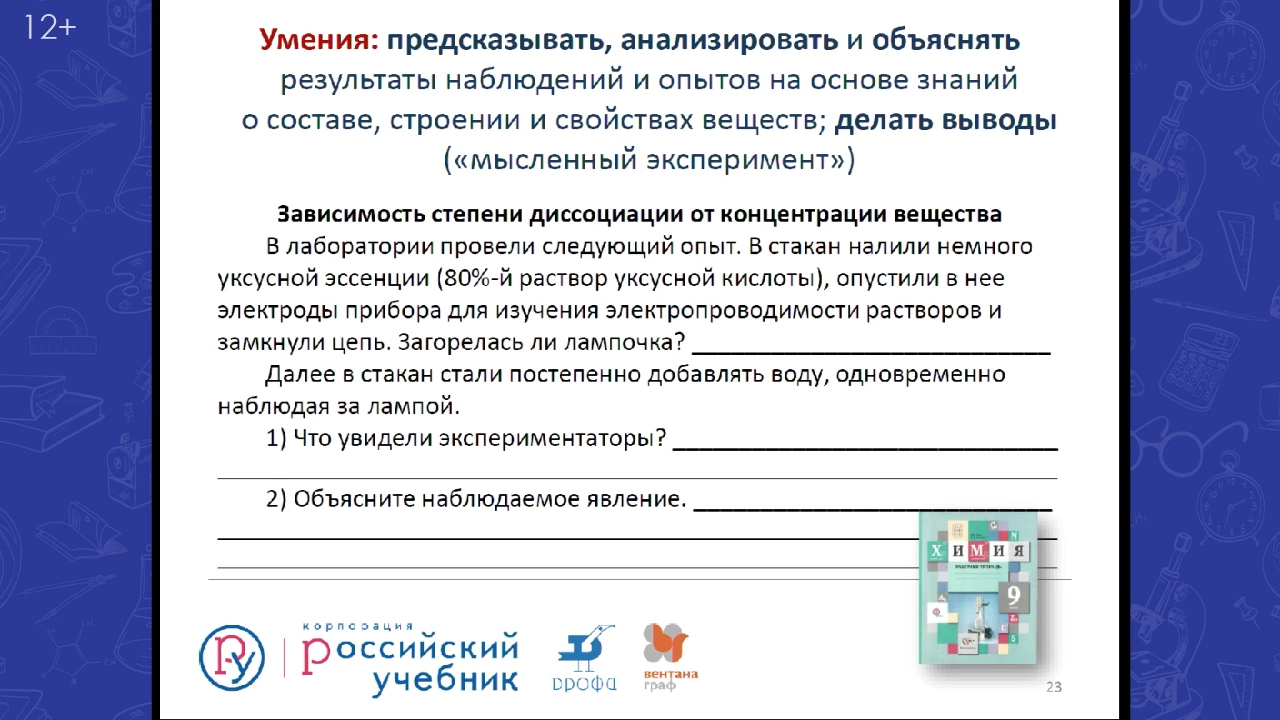 12+
Умения: предсказывать, анализировать и объяснять
результаты наблюдений и опытов на основе знаний
о составе, строении и свойствах веществ; делать выводы
(«мысленный эксперимент»)
Зависимость степени диссоциации от концентрации вещества
В лаборатории провели следующий опыт. В стакан налили немного
уксусной эссенции (80%-й раствор уксусной кислоты), опустили в нее
электроды прибора для изучения электропроводимости растворов и
замкнули цепь. Загорелась ли лампочка?
Далее в стакан стали постепенно добавлять воду, одновременно
наблюдая за лампой.
1) Что увидели экспериментаторы?
2) Объясните наблюдаемое явление.
ХИМИЯ
9
корпорация
российский
учебник
дрофа
вентана
граф
23